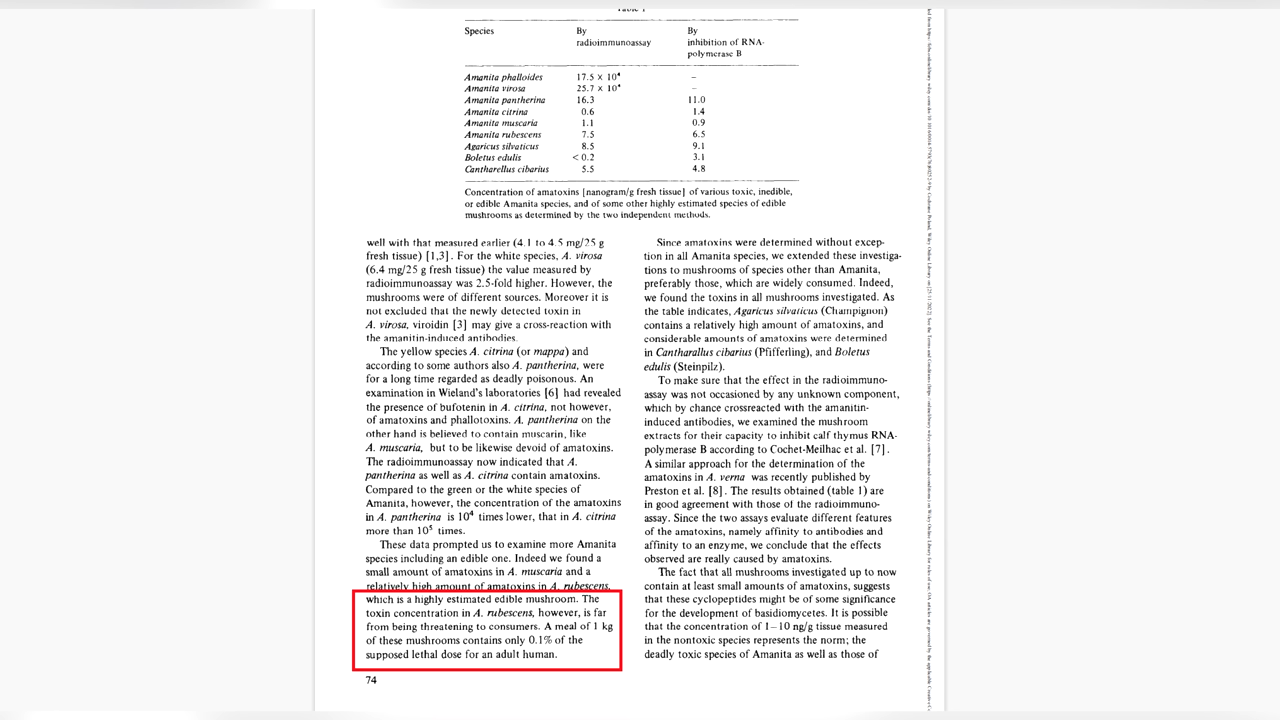 Table 1
Species By By
radioimmunoassay inhibition of RNA-
polymerase B
Amanita phalloides 17.5 × 10⁴ –
Amanita virosa 25.7 × 10⁴ –
Amanita pantherina 16.3 11.0
Amanita citrina 0.6 1.4
Amanita muscaria 1.1 0.9
Amanita rubescens 7.5 6.5
Agaricus silvaticus 8.5 9.1
Boletus edulis < 0.2 3.1
Cantharellus cibarius 5.5 4.8
Concentration of amatoxins [nanogram/g fresh tissue] of various toxic, inedible,
or edible Amanita species, and of some other highly estimated species of edible
mushrooms as determined by the two independent methods.
well with that measured earlier (4.1 to 4.5 mg/25 g
fresh tissue) [1,3]. For the white species, A. virosa
(6.4 mg/25 g fresh tissue) the value measured by
radioimmunoassay was 2.5-fold higher. However, the
mushrooms were of different sources. Moreover it is
not excluded that the newly detected toxin in
A. virosa, viroidin [3] may give a cross-reaction with
the amanitin-induced antibodies.
The yellow species A. citrina (or mappa) and
according to some authors also A. pantherina, were
for a long time regarded as deadly poisonous. An
examination in Wieland's laboratories [6] had revealed
the presence of bufotenin in A. citrina, not however,
of amatoxins and phallotoxins. A. pantherina on the
other hand is believed to contain muscarin, like
A. muscaria, but to be likewise devoid of amatoxins.
The radioimmunoassay now indicated that A.
pantherina as well as A. citrina contain amatoxins.
Compared to the green or the white species of
Amanita, however, the concentration of the amatoxins
in A. pantherina is 10⁴ times lower, that in A. citrina
more than 10⁵ times.
These data prompted us to examine more Amanita
species including an edible one. Indeed we found a
small amount of amatoxins in A. muscaria and a
relatively high amount of amatoxins in A. rubescens,
which is a highly estimated edible mushroom. The
toxin concentration in A. rubescens, however, is far
from being threatening to consumers. A meal of 1 kg
of these mushrooms contains only 0.1% of the
supposed lethal dose for an adult human.
74
Since amatoxins were determined without excep-
tion in all Amanita species, we extended these investiga-
tions to mushrooms of species other than Amanita,
preferably those, which are widely consumed. Indeed,
we found the toxins in all mushrooms investigated. As
the table indicates, Agaricus silvaticus (Champignon)
contains a relatively high amount of amatoxins, and
considerable amounts of amatoxins were determined
in Cantharallus cibarius (Pfifferling), and Boletus
edulis (Steinpilz).
To make sure that the effect in the radioimmuno-
assay was not occasioned by any unknown component,
which by chance crossreacted with the amanitin-
induced antibodies, we examined the mushroom
extracts for their capacity to inhibit calf thymus RNA-
polymerase B according to Cochet-Meilhac et al. [7].
A similar approach for the determination of the
amatoxins in A. verna was recently published by
Preston et al. [8]. The results obtained (table 1) are
in good agreement with those of the radioimmuno-
assay. Since the two assays evaluate different features
of the amatoxins, namely affinity to antibodies and
affinity to an enzyme, we conclude that the effects
observed are really caused by amatoxins.
The fact that all mushrooms investigated up to now
contain at least small amounts of amatoxins, suggests
that these cyclopeptides might be of some significance
for the development of basidiomycetes. It is possible
that the concentration of 1–10 ng/g tissue measured
in the nontoxic species represents the norm; the
deadly toxic species of Amanita as well as those of